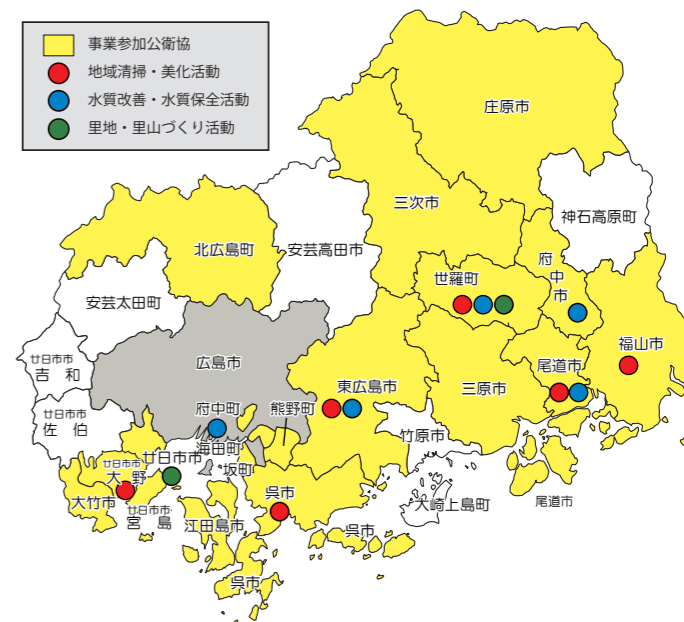 事業参加公衛協
地域清掃・美化活動
水質改善・水質保全活動
里地・里山づくり活動
庄原市
三次市
神石高原町
北広島町
安芸高田市
府中市
世羅町
安芸太田町
福山市
広島市
廿日市市
吉和
尾道市
東広島市
三原市
廿日市市
佐伯
府中町
熊野町
竹原市
海田町
廿日市市
坂町
廿日市市
大野
大竹市
呉市
大崎上島町
尾道市
廿日市市
宮島
江田島市
呉市
呉市